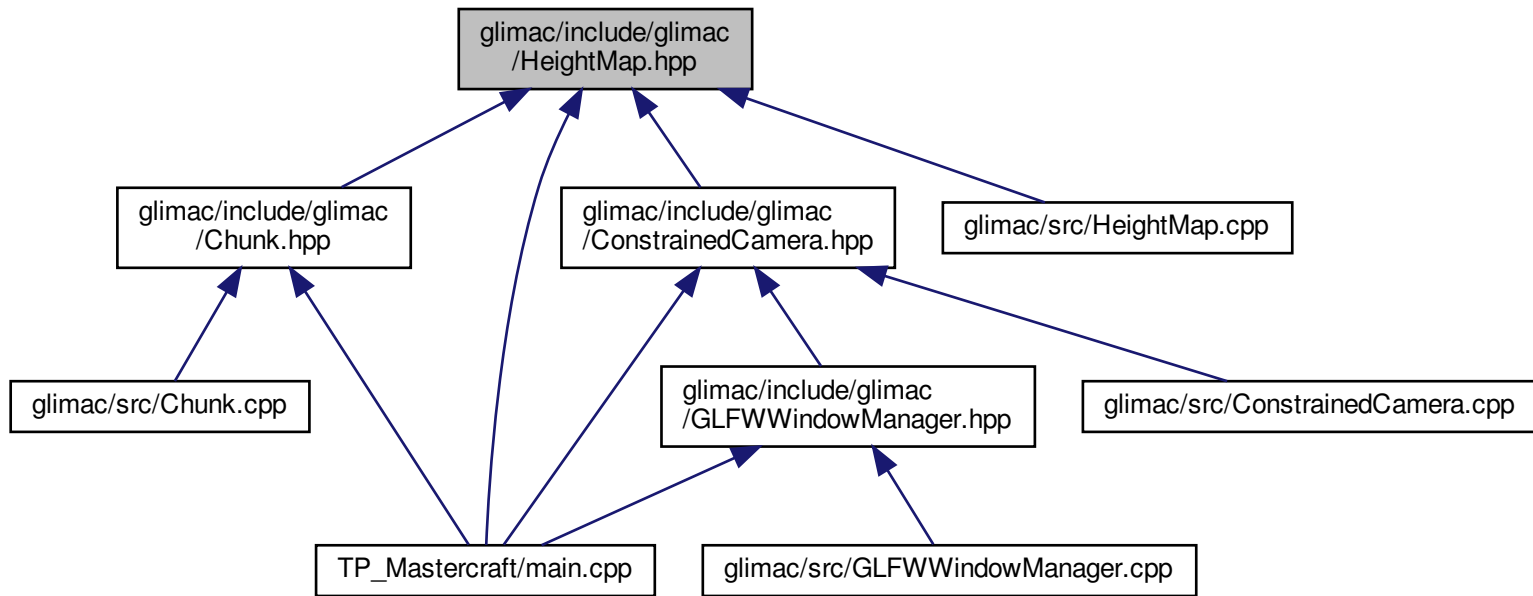 glimac/include/glimac
/HeightMap.hpp
glimac/include/glimac
/Chunk.hpp
glimac/include/glimac
/ConstrainedCamera.hpp
glimac/src/HeightMap.cpp
glimac/src/Chunk.cpp
glimac/include/glimac
/GLFWWindowManager.hpp
glimac/src/ConstrainedCamera.cpp
TP_Mastercraft/main.cpp
glimac/src/GLFWWindowManager.cpp